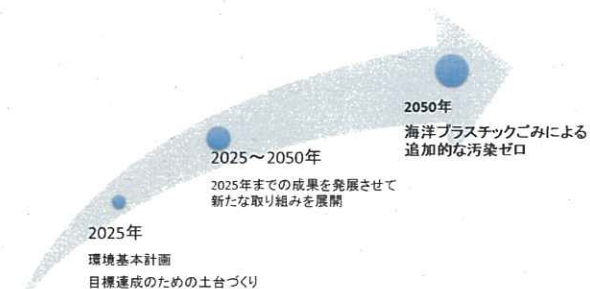 2025年
環境基本計画
目標達成のための土台づくり
2025～2050年
2025年までの成果を発展させて
新たな取り組みを展開
2050年
海洋プラスチックごみによる
追加的な汚染ゼロ